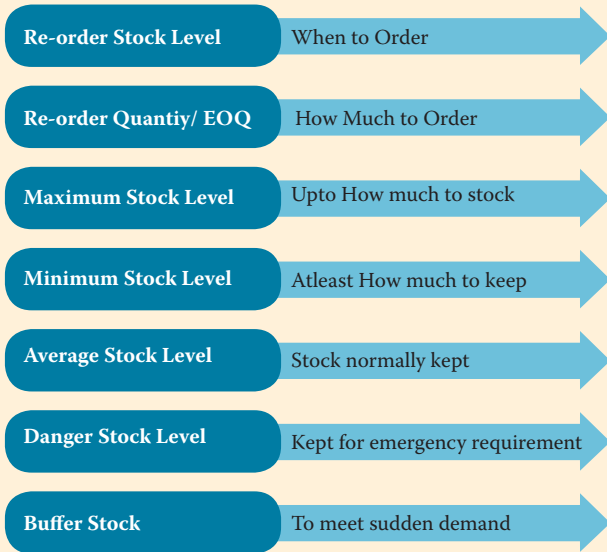 Re-order Stock Level When to Order
Re-order Quantiy/ EOQ How Much to Order
Maximum Stock Level Upto How much to stock
Minimum Stock Level Atleast How much to keep
Average Stock Level Stock normally kept
Danger Stock Level Kept for emergency requirement
Buffer Stock To meet sudden demand